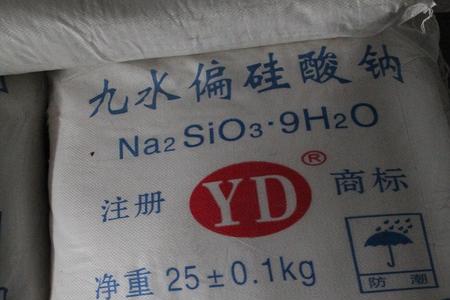 九水偏硅酸钠
Na2SiO3·9H2O
注册 YD® 商标
净重 25±0.1kg
防潮